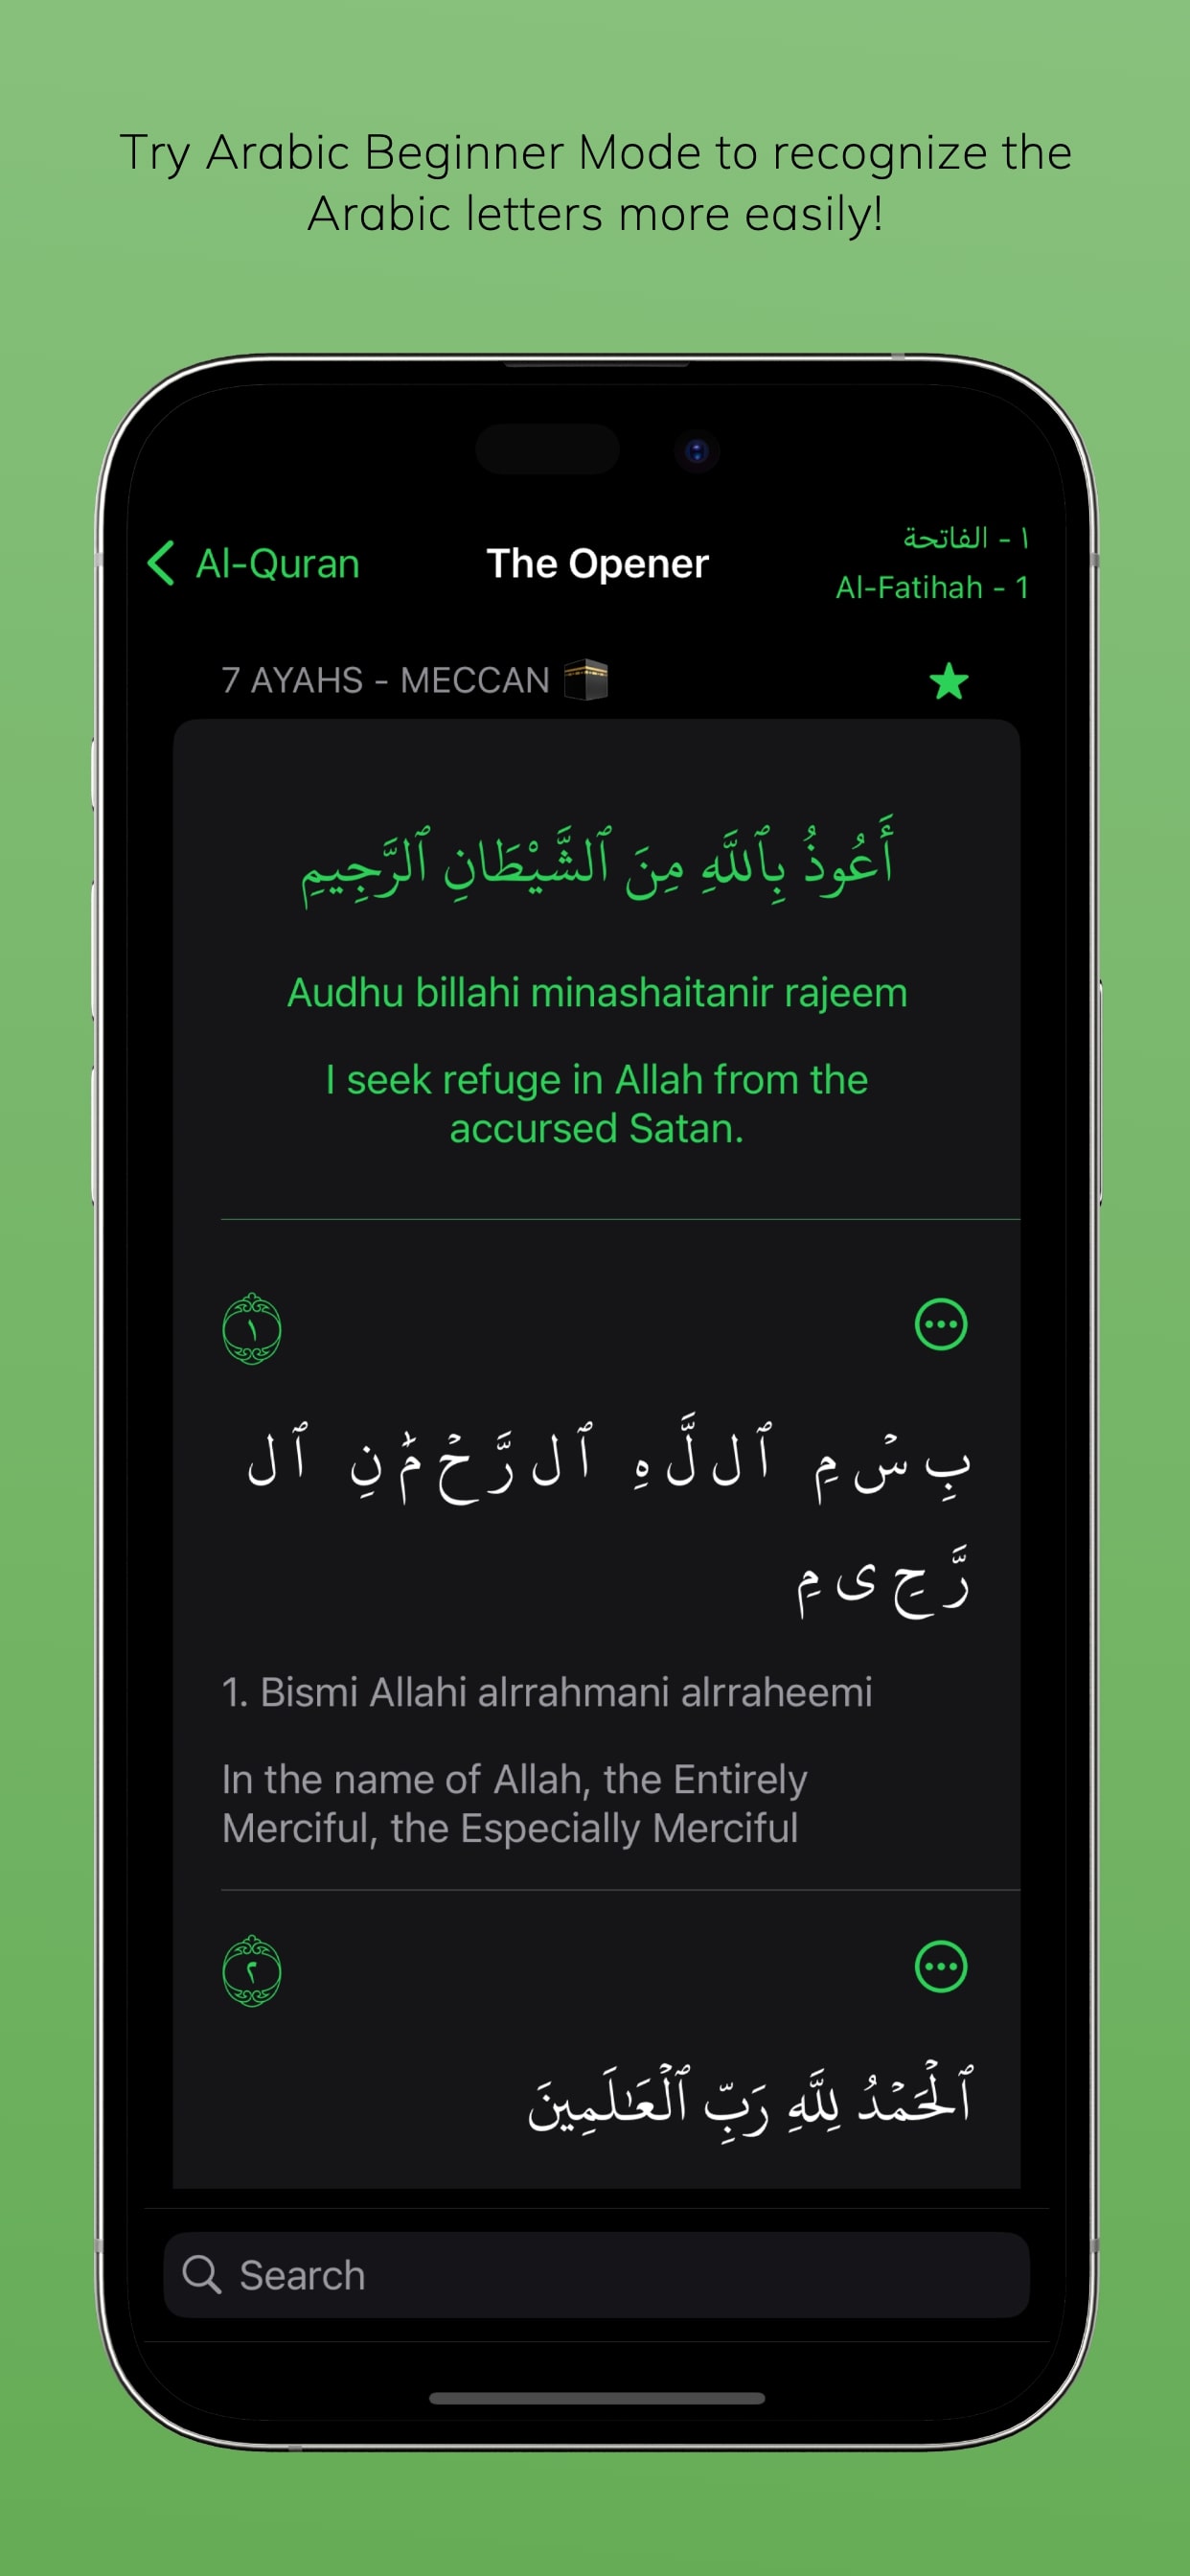 Try Arabic Beginner Mode to recognize the
Arabic letters more easily!
Al-Quran
The Opener
١ - الفاتحة
Al-Fatihah - 1
7 AYAHS - MECCAN
أَعُوذُ بِٱللَّهِ مِنَ ٱلشَّيْطَانِ ٱلرَّجِيمِ
Audhu billahi minashaitanir rajeem
I seek refuge in Allah from the
accursed Satan.
١
بِ سۡ مِ ٱ ل لَّ هِ ٱ ل رَّ حۡ مَٰ نِ ٱ ل
رَّ حِ ی مِ
1. Bismi Allahi alrrahmani alrraheemi
In the name of Allah, the Entirely
Merciful, the Especially Merciful
٢
ٱلۡحَمۡدُ لِلَّهِ رَبِّ ٱلۡعَٰلَمِينَ
Search